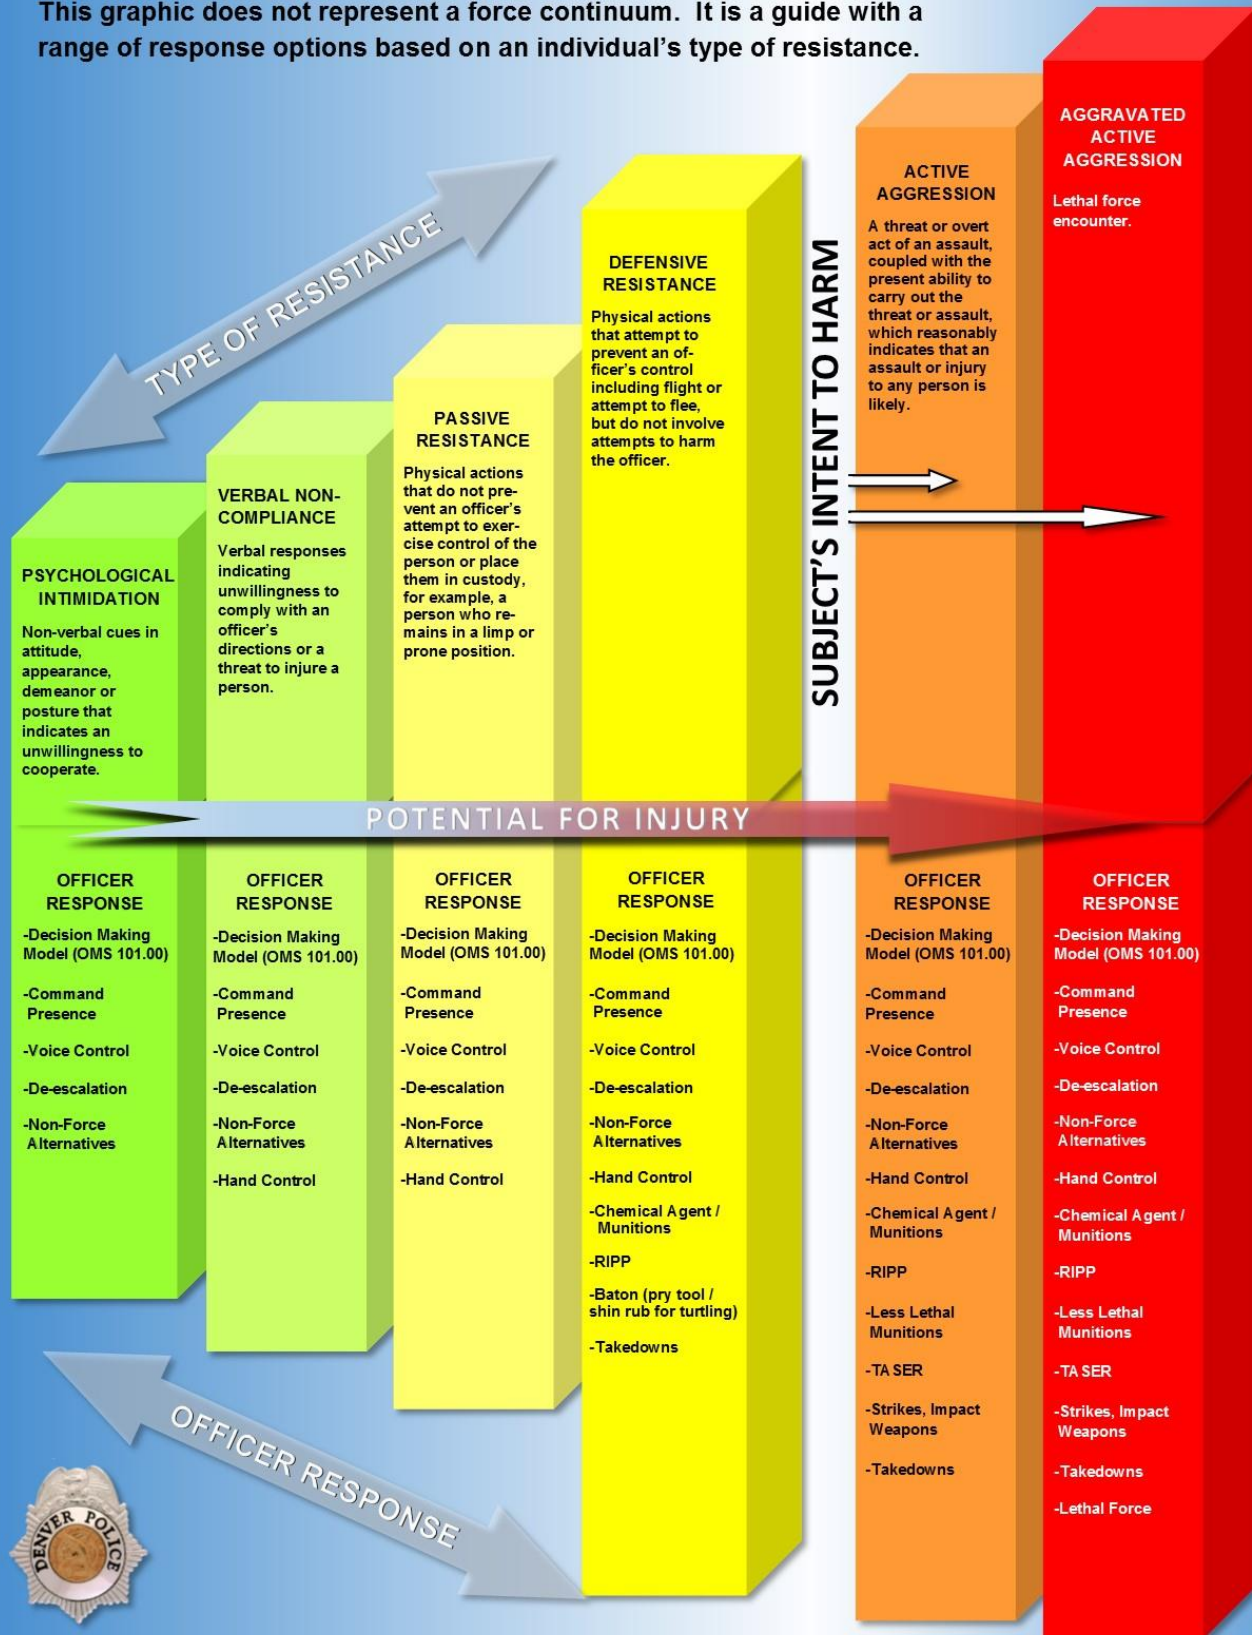 This graphic does not represent a force continuum.  It is a guide with a
range of response options based on an individual's type of resistance.
TYPE OF RESISTANCE
PSYCHOLOGICAL
INTIMIDATION
Non-verbal cues in
attitude,
appearance,
demeanor or
posture that
indicates an
unwillingness to
cooperate.
VERBAL NON-
COMPLIANCE
Verbal responses
indicating
unwillingness to
comply with an
officer's
directions or a
threat to injure a
person.
PASSIVE
RESISTANCE
Physical actions
that do not pre-
vent an officer's
attempt to exer-
cise control of the
person or place
them in custody,
for example, a
person who re-
mains in a limp or
prone position.
DEFENSIVE
RESISTANCE
Physical actions
that attempt to
prevent an of-
ficer's control
including flight or
attempt to flee,
but do not involve
attempts to harm
the officer.
SUBJECT'S INTENT TO HARM
ACTIVE
AGGRESSION
A threat or overt
act of an assault,
coupled with the
present ability to
carry out the
threat or assault,
which reasonably
indicates that an
assault or injury
to any person is
likely.
AGGRAVATED
ACTIVE
AGGRESSION
Lethal force
encounter.
POTENTIAL FOR INJURY
OFFICER
RESPONSE
-Decision Making
Model (OMS 101.00)
-Command
Presence
-Voice Control
-De-escalation
-Non-Force
Alternatives
OFFICER
RESPONSE
-Decision Making
Model (OMS 101.00)
-Command
Presence
-Voice Control
-De-escalation
-Non-Force
Alternatives
-Hand Control
OFFICER
RESPONSE
-Decision Making
Model (OMS 101.00)
-Command
Presence
-Voice Control
-De-escalation
-Non-Force
Alternatives
-Hand Control
OFFICER
RESPONSE
-Decision Making
Model (OMS 101.00)
-Command
Presence
-Voice Control
-De-escalation
-Non-Force
Alternatives
-Hand Control
-Chemical Agent /
Munitions
-RIPP
-Baton (pry tool /
shin rub for turtling)
-Takedowns
OFFICER
RESPONSE
-Decision Making
Model (OMS 101.00)
-Command
Presence
-Voice Control
-De-escalation
-Non-Force
Alternatives
-Hand Control
-Chemical Agent /
Munitions
-RIPP
-Less Lethal
Munitions
-TASER
-Strikes, Impact
Weapons
-Takedowns
OFFICER
RESPONSE
-Decision Making
Model (OMS 101.00)
-Command
Presence
-Voice Control
-De-escalation
-Non-Force
Alternatives
-Hand Control
-Chemical Agent /
Munitions
-RIPP
-Less Lethal
Munitions
-TASER
-Strikes, Impact
Weapons
-Takedowns
-Lethal Force
OFFICER RESPONSE
DENVER POLICE